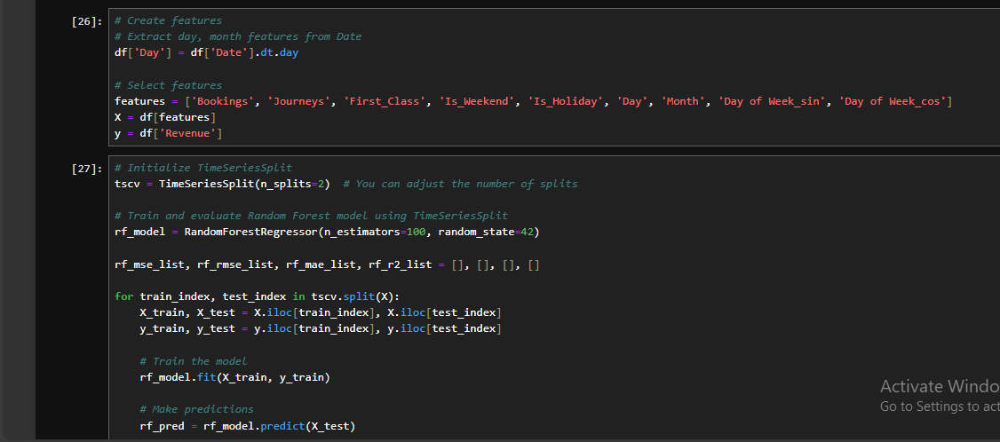 [26]:
# Create features
# Extract day, month features from Date
df['Day'] = df['Date'].dt.day
# Select features
features = ['Bookings', 'Journeys', 'First_Class', 'Is_Weekend', 'Is_Holiday', 'Day', 'Month', 'Day of Week_sin', 'Day of Week_cos']
X = df[features]
y = df['Revenue']
[27]:
# Initialize TimeSeriesSplit
tscv = TimeSeriesSplit(n_splits=2)  # You can adjust the number of splits
# Train and evaluate Random Forest model using TimeSeriesSplit
rf_model = RandomForestRegressor(n_estimators=100, random_state=42)
rf_mse_list, rf_rmse_list, rf_mae_list, rf_r2_list = [], [], [], []
for train_index, test_index in tscv.split(X):
    X_train, X_test = X.iloc[train_index], X.iloc[test_index]
    y_train, y_test = y.iloc[train_index], y.iloc[test_index]
    # Train the model
    rf_model.fit(X_train, y_train)
    # Make predictions
    rf_pred = rf_model.predict(X_test)
Activate Windo
Go to Settings to act